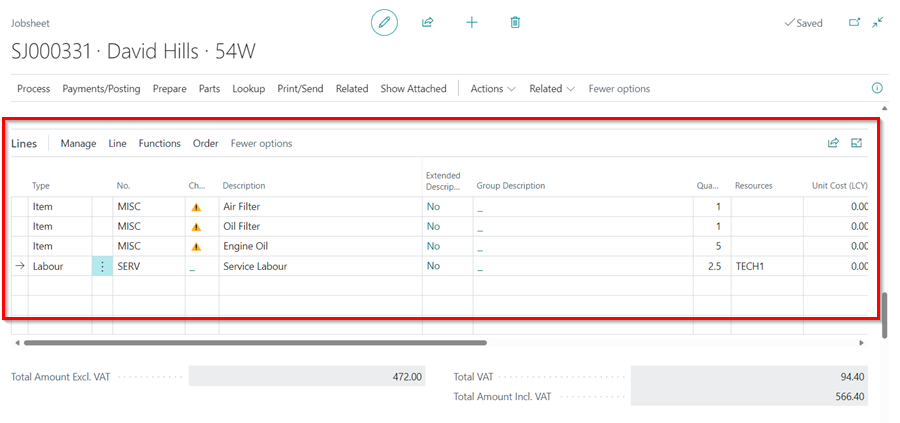 Jobsheet
Saved
SJ000331 · David Hills · 54W
Process Payments/Posting Prepare Parts Lookup Print/Send Related Show Attached Actions Related Fewer options
Lines Manage Line Functions Order Fewer options
Type No. Ch... Description Extended Descrip... Group Description Qua... Resources Unit Cost (LCY)
Item MISC Air Filter No _ 1 0.00
Item MISC Oil Filter No _ 1 0.00
Item MISC Engine Oil No _ 5 0.00
Labour SERV _ Service Labour No _ 2.5 TECH1 0.00
Total Amount Excl. VAT 472.00 Total VAT 94.40
Total Amount Incl. VAT 566.40